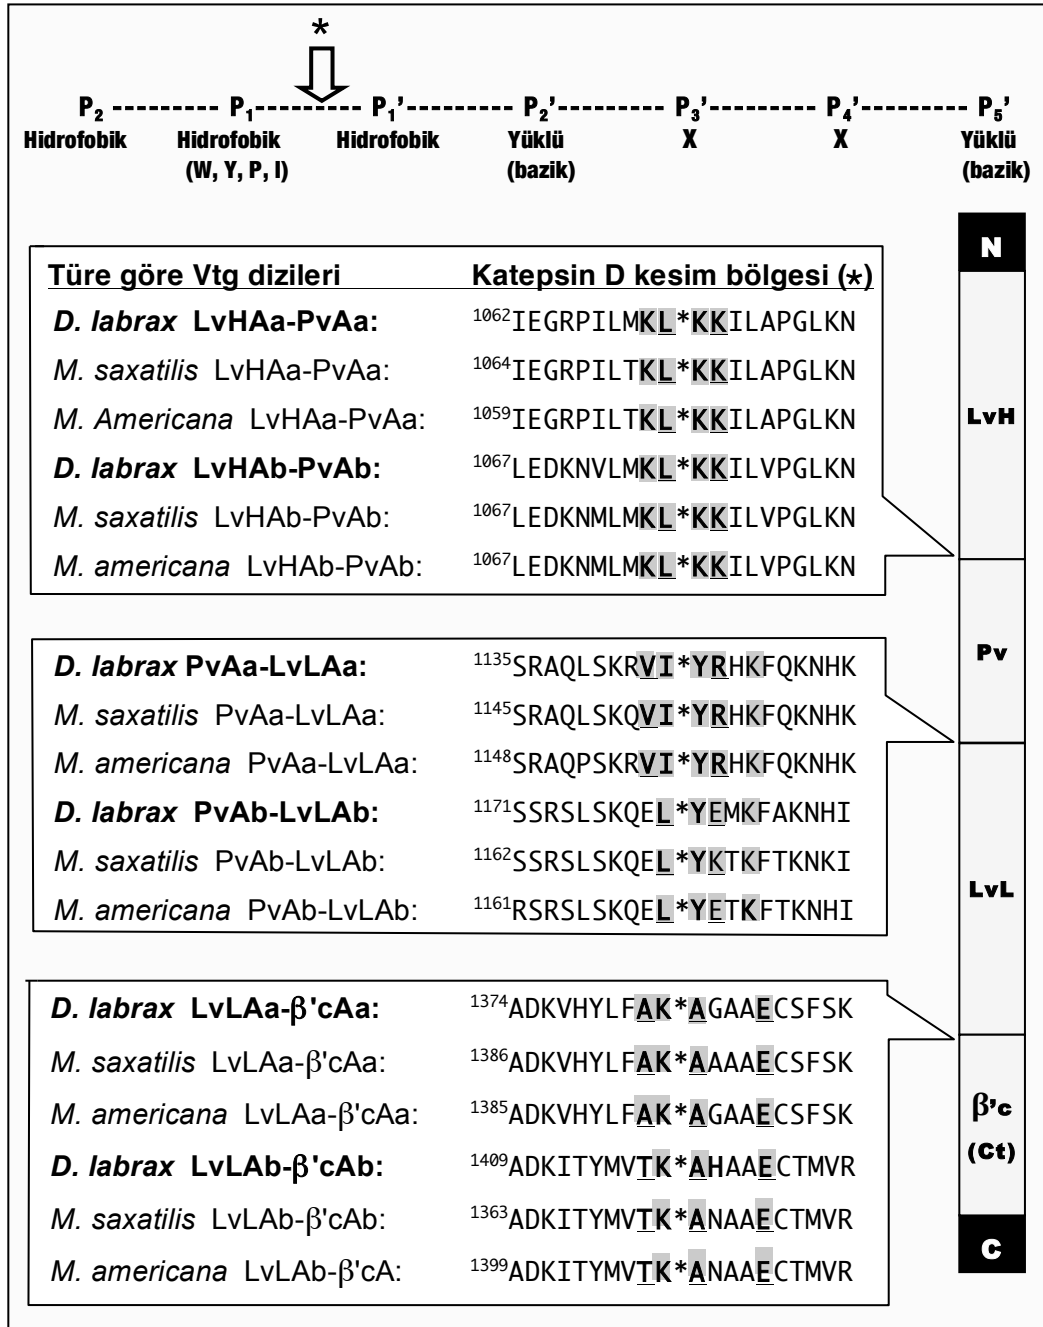 *
P2 --------- P1 --------- P1' --------- P2' --------- P3' --------- P4' --------- P5'
Hidrofobik Hidrofobik Hidrofobik Yüklü X X Yüklü
(W, Y, P, I) (bazik) (bazik)
N
Türe göre Vtg dizileri Katepsin D kesim bölgesi (*)
D. labrax LvHAa-PvAa: 1062IEGRPILMKL*KKILAPGLKN
M. saxatilis LvHAa-PvAa: 1064IEGRPILTKL*KKILAPGLKN
M. Americana LvHAa-PvAa: 1059IEGRPILTKL*KKILAPGLKN
LvH
D. labrax LvHAb-PvAb: 1067LEDKNVLMKL*KKILVPGLKN
M. saxatilis LvHAb-PvAb: 1067LEDKNMLMKL*KKILVPGLKN
M. americana LvHAb-PvAb: 1067LEDKNMLMKL*KKILVPGLKN
Pv
D. labrax PvAa-LvLAa: 1135SRAQLSKRVI*YRHKFQKNHK
M. saxatilis PvAa-LvLAa: 1145SRAQLSKQVI*YRHKFQKNHK
M. americana PvAa-LvLAa: 1148SRAQPSKRVI*YRHKFQKNHK
D. labrax PvAb-LvLAb: 1171SSRSLSKQEL*YEMKFAKNHI
M. saxatilis PvAb-LvLAb: 1162SSRSLSKQEL*YKTKFTKNKI
M. americana PvAb-LvLAb: 1161RSRSLSKQEL*YETKFTKNHI
LvL
D. labrax LvLAa-β'cAa: 1374ADKVHYLFAK*AGAAECSFSK
M. saxatilis LvLAa-β'cAa: 1386ADKVHYLFAK*AAAAECSFSK
M. americana LvLAa-β'cAa: 1385ADKVHYLFAK*AGAAECSFSK
β'c
(Ct)
D. labrax LvLAb-β'cAb: 1409ADKITYMVTK*AHAAECTMVR
M. saxatilis LvLAb-β'cAb: 1363ADKITYMVTK*ANAAECTMVR
M. americana LvLAb-β'cA: 1399ADKITYMVTK*ANAAECTMVR
C